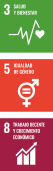 3 SALUD
Y BIENESTAR
5 IGUALDAD
DE GÉNERO
8 TRABAJO DECENTE
Y CRECIMIENTO
ECONÓMICO